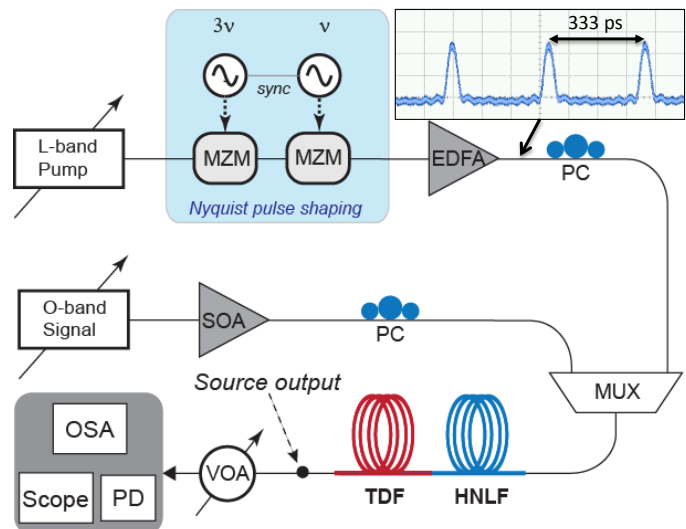 3ν
ν
333 ps
sync
L-band
Pump
MZM
MZM
EDFA
PC
Nyquist pulse shaping
O-band
Signal
SOA
PC
MUX
Source output
OSA
VOA
Scope
PD
TDF
HNLF